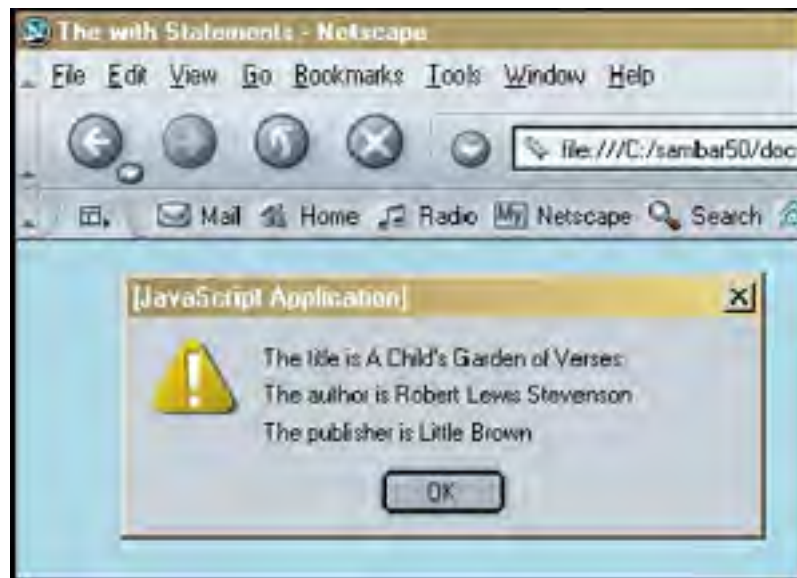 The with Statements - Netscape
File Edit View Go Bookmarks Tools Window Help
file:///C:/sambar50/doc
Mail Home Radio My Netscape Search
[JavaScript Application]
The title is A Child's Garden of Verses
The author is Robert Lewis Stevenson
The publisher is Little Brown
OK